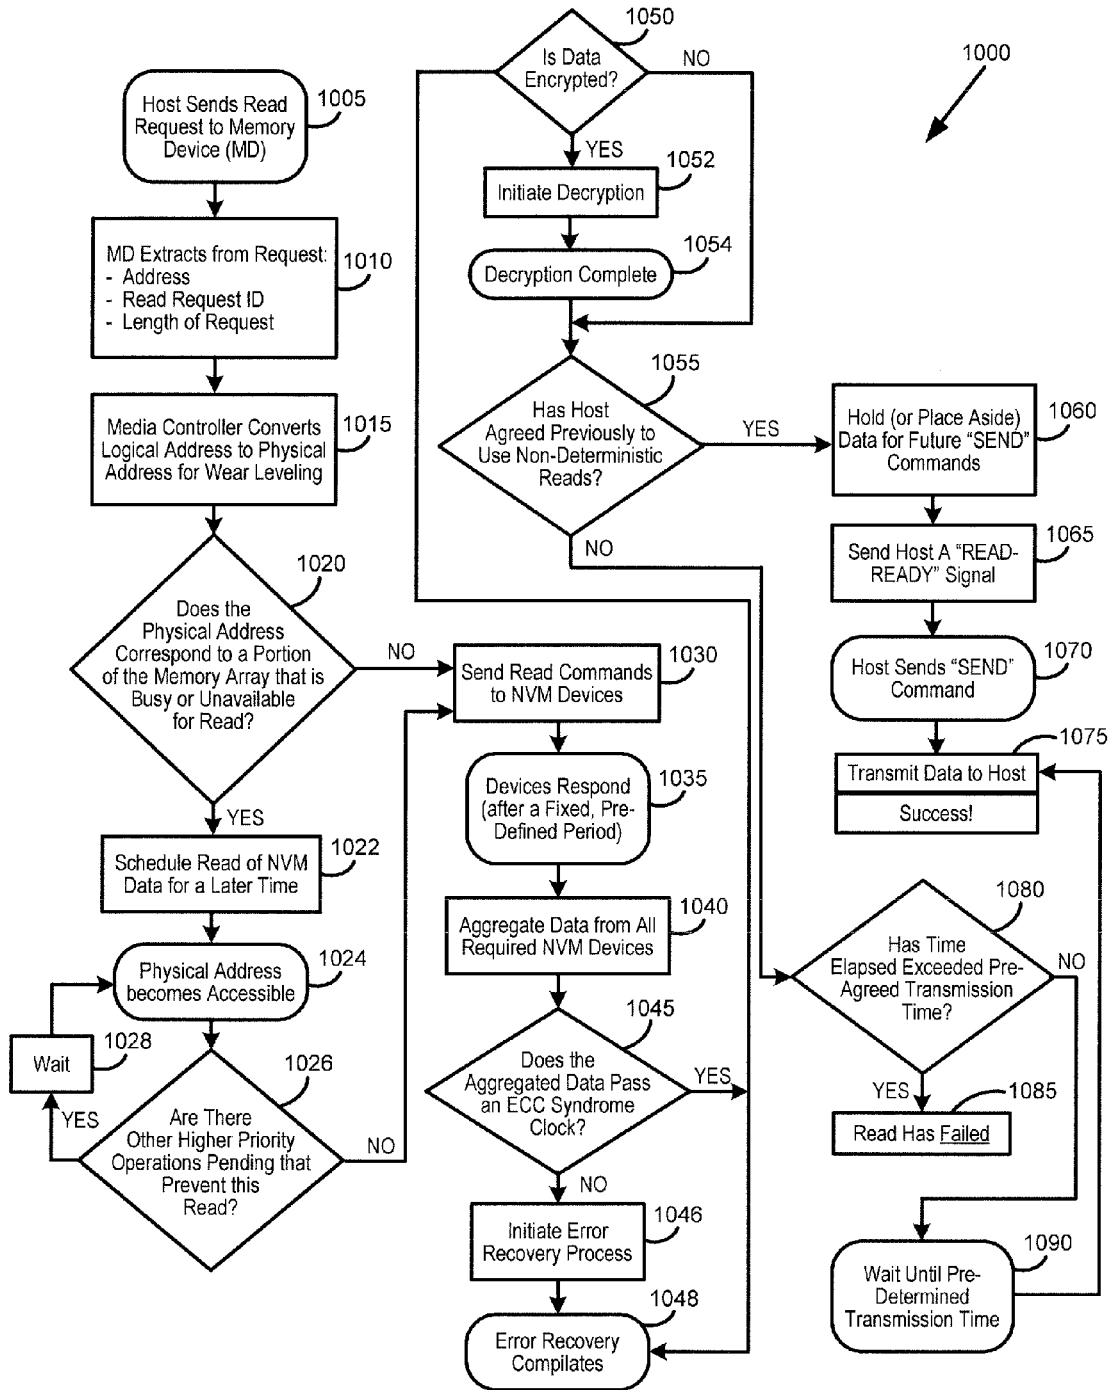 1000
Host Sends Read
Request to Memory
Device (MD)
1005
MD Extracts from Request:
- Address
- Read Request ID
- Length of Request
1010
Media Controller Converts
Logical Address to Physical
Address for Wear Leveling
1015
Does the
Physical Address
Correspond to a Portion
of the Memory Array that is
Busy or Unavailable
for Read?
1020
NO
YES
Schedule Read of NVM
Data for a Later Time
1022
Physical Address
becomes Accessible
1024
Wait
1028
YES
Are There
Other Higher Priority
Operations Pending that
Prevent this
Read?
1026
NO
Send Read Commands
to NVM Devices
1030
Devices Respond
(after a Fixed, Pre-
Defined Period)
1035
Aggregate Data from All
Required NVM Devices
1040
Does the
Aggregated Data Pass
an ECC Syndrome
Clock?
1045
YES
NO
Initiate Error
Recovery Process
1046
Error Recovery
Compilates
1048
Is Data
Encrypted?
1050
NO
YES
Initiate Decryption
1052
Decryption Complete
1054
Has Host
Agreed Previously to
Use Non-Deterministic
Reads?
1055
YES
NO
Hold (or Place Aside)
Data for Future “SEND”
Commands
1060
Send Host A “READ-
READY” Signal
1065
Host Sends “SEND”
Command
1070
Transmit Data to Host
Success!
1075
Has Time
Elapsed Exceeded Pre-
Agreed Transmission
Time?
1080
NO
YES
Read Has Failed
1085
Wait Until Pre-
Determined
Transmission Time
1090